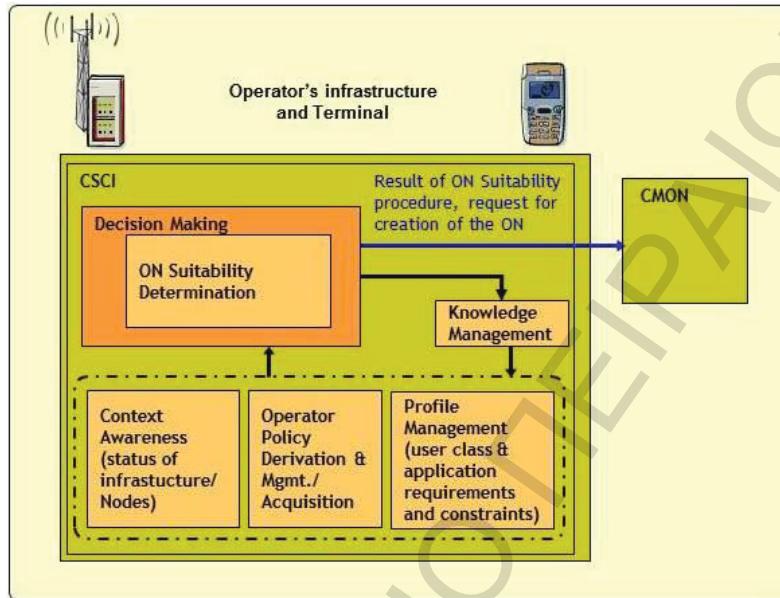 Operator's infrastructure
and Terminal
CSCI
Result of ON Suitability
procedure, request for
creation of the ON
CMON
Decision Making
ON Suitability
Determination
Knowledge
Management
Context
Awareness
(status of
infrastucture/
Nodes)
Operator
Policy
Derivation &
Mgmt./
Acquisition
Profile
Management
(user class &
application
requirements
and constraints)
ΠΕΙΡΑΙΩ